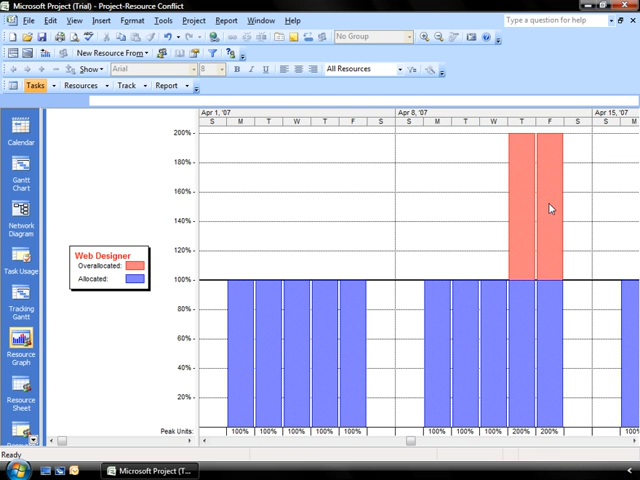 Microsoft Project (Trial) - Project-Resource Conflict
File Edit View Insert Format Tools Project Report Window Help
Type a question for help
No Group
New Resource From
Show Arial 8 B I U All Resources
Tasks Resources Track Report
Apr 1, '07 Apr 8, '07 Apr 15, '07
S M T W T F S S M T W T F S S M
Calendar
Gantt
Chart
Network
Diagram
Task Usage
Tracking
Gantt
Resource
Graph
Resource
Sheet
Web Designer
Overallocated:
Allocated:
200%
180%
160%
140%
120%
100%
80%
60%
40%
20%
Peak Units: 100% 100% 100% 100% 100% 100% 100% 100% 200% 200% 100%
Ready
Microsoft Project (T...